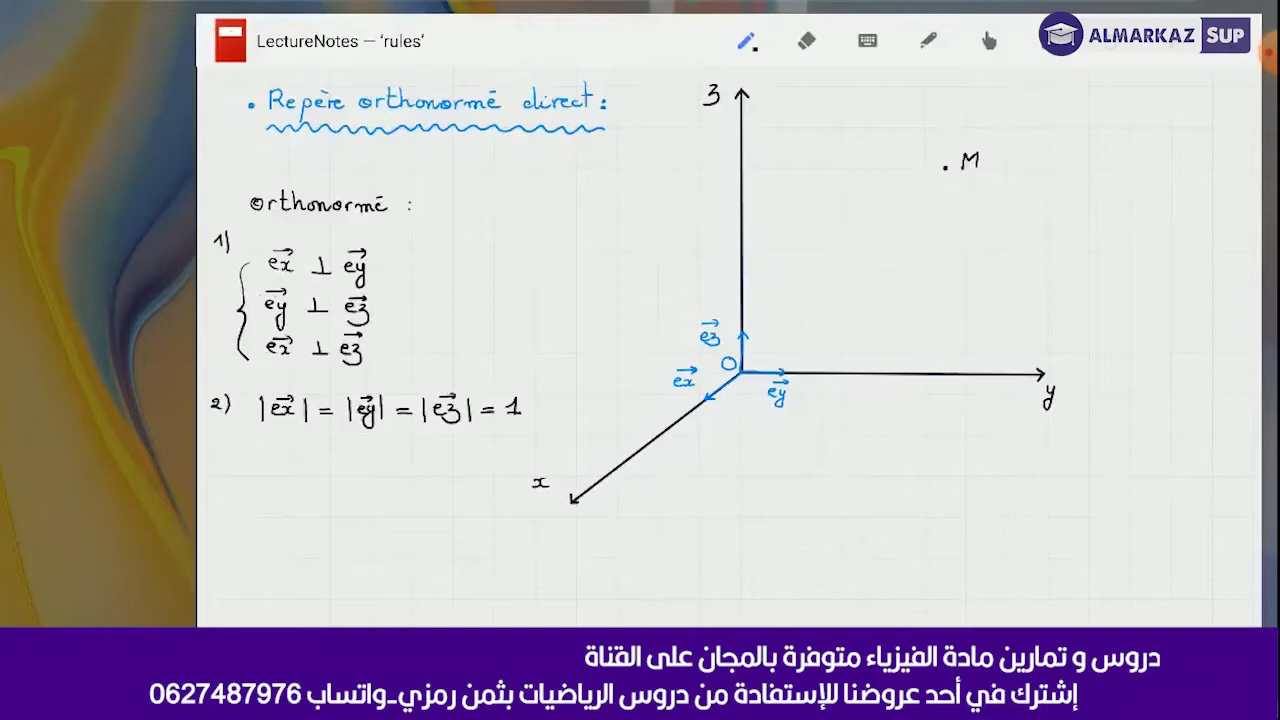 LectureNotes — ‘rules’
ALMARKAZ SUP
. Repère orthonormé direct :
orthonormé :
1)
ex→ ⊥ ey→
ey→ ⊥ ez→
ex→ ⊥ ez→
2) |ex→| = |ey→| = |ez→| = 1
z
. M
ez→
O
ex→
ey→
y
x
دروس و تمارين مادة الفيزياء متوفرة بالمجان على القناة
إشترك في أحد عروضنا للإستفادة من دروس الرياضيات بثمن رمزي_واتساب 0627487976